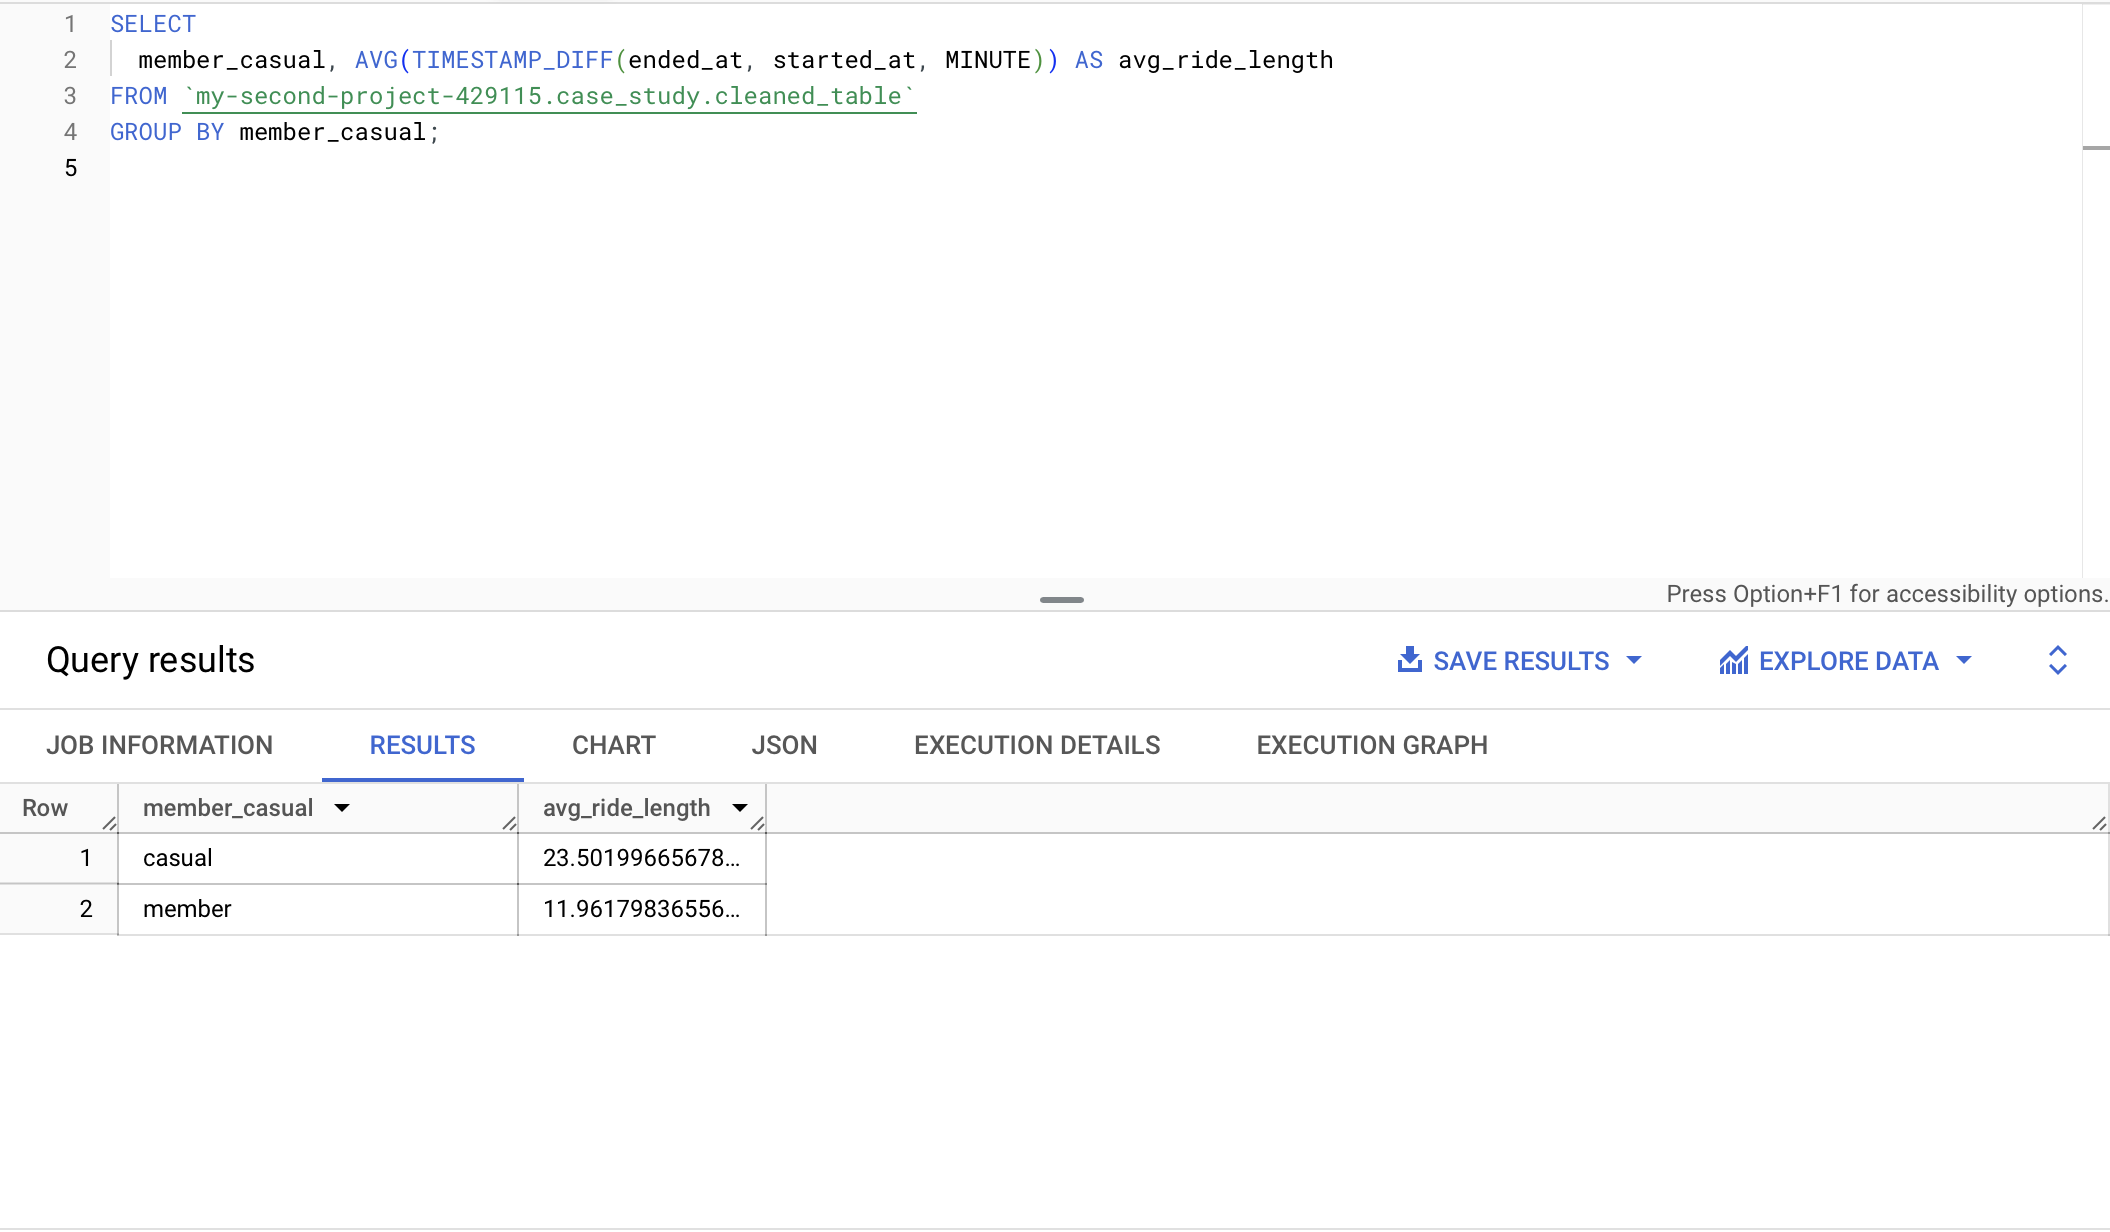 1 SELECT
2 member_casual, AVG(TIMESTAMP_DIFF(ended_at, started_at, MINUTE)) AS avg_ride_length
3 FROM `my-second-project-429115.case_study.cleaned_table`
4 GROUP BY member_casual;
5
Press Option+F1 for accessibility options.
Query results SAVE RESULTS EXPLORE DATA
JOB INFORMATION RESULTS CHART JSON EXECUTION DETAILS EXECUTION GRAPH
Row member_casual avg_ride_length
1 casual 23.50199665678...
2 member 11.96179836556...